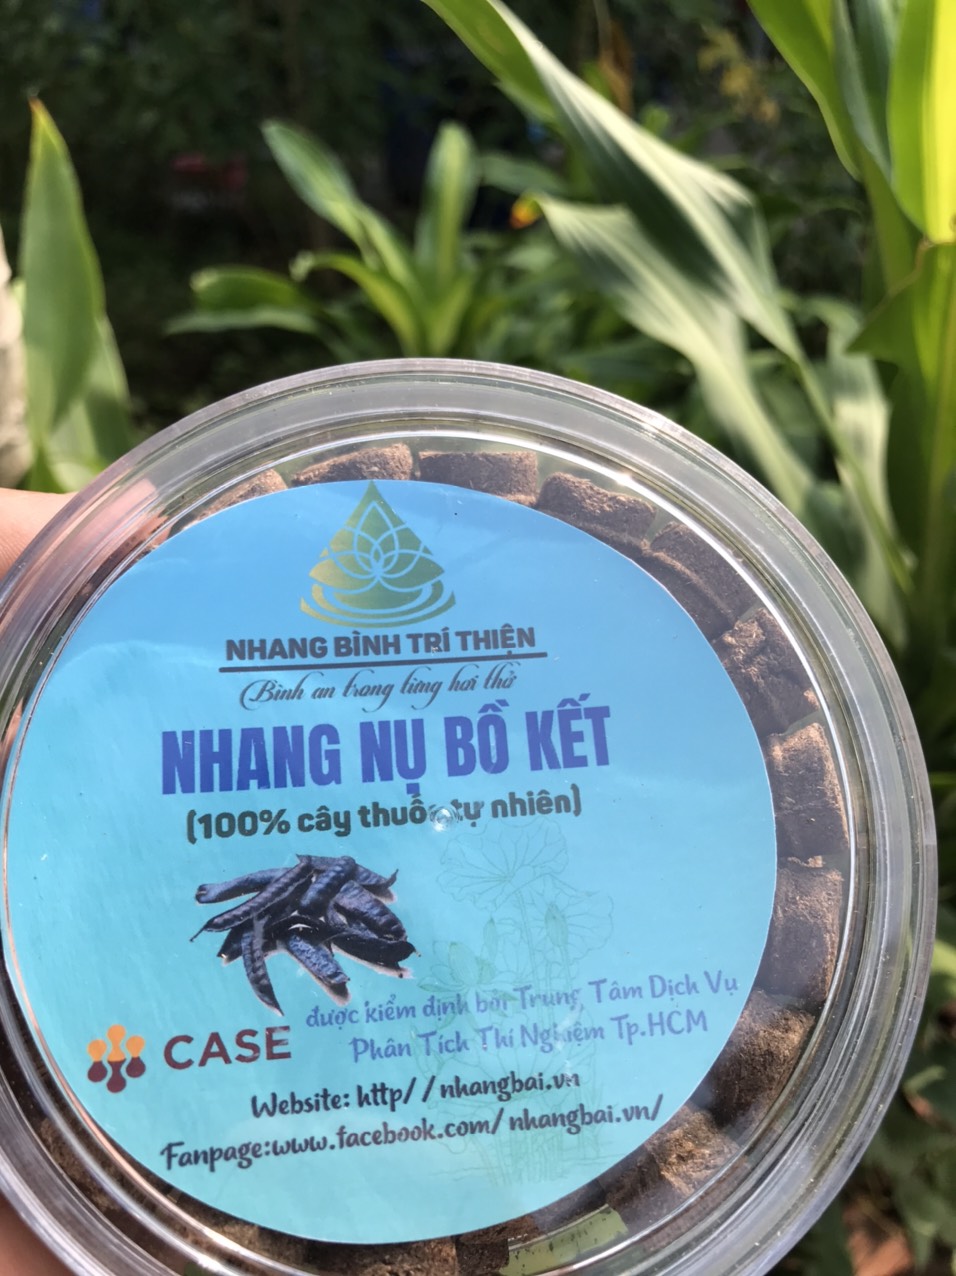 NHANG BÌNH TRÍ THIỆN
Bình an trong từng hơi thở
NHANG NỤ BỒ KẾT
(100% cây thuốc tự nhiên)
CASE
được kiểm định bởi Trung Tâm Dịch Vụ
Phân Tích Thí Nghiệm Tp.HCM
Website: http//nhangbai.vn
Fanpage:www.facebook.com/nhangbai.vn/